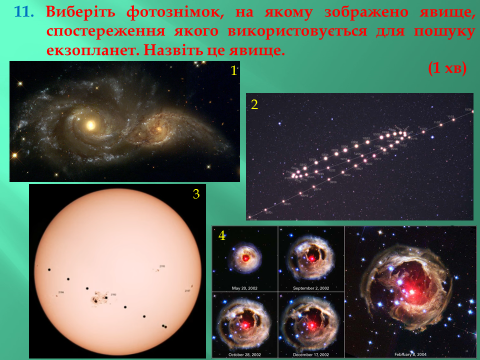 11. Виберіть фотознімок, на якому зображено явище,
спостереження якого використовується для пошуку
екзопланет. Назвіть це явище.
(1 хв)
1
2
3
4
May 20, 2002
September 2, 2002
October 28, 2002
December 17, 2002
February 8, 2004